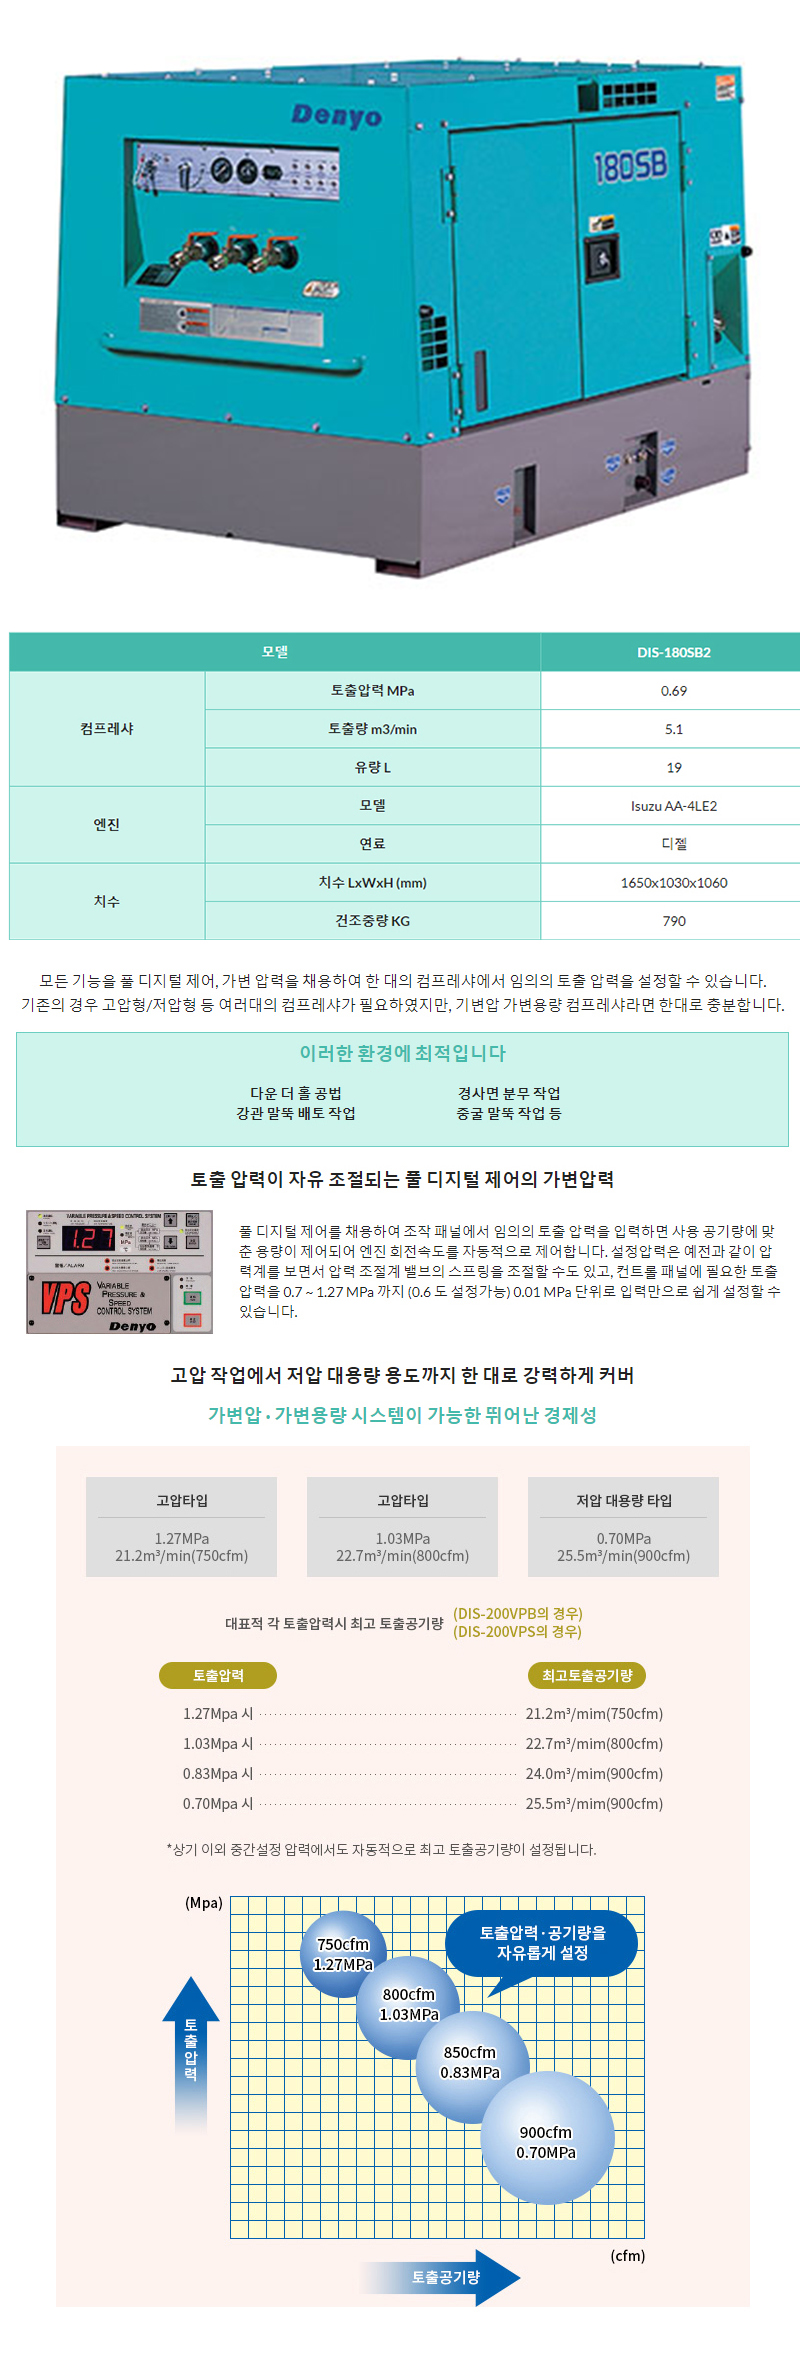 Denyo
180SB
모델
DIS-180SB2
컴프레샤
토출압력 MPa
0.69
토출량 m3/min
5.1
유량 L
19
엔진
모델
Isuzu AA-4LE2
연료
디젤
치수
치수 LxWxH (mm)
1650x1030x1060
건조중량 KG
790
모든 기능을 풀 디지털 제어, 가변 압력을 채용하여 한 대의 컴프레샤에서 임의의 토출 압력을 설정할 수 있습니다.
기존의 경우 고압형/저압형 등 여러대의 컴프레샤가 필요하였지만, 기변압 가변용량 컴프레샤라면 한대로 충분합니다.
이러한 환경에 최적입니다
다운 더 홀 공법
경사면 분무 작업
강관 말뚝 배토 작업
중굴 말뚝 작업 등
토출 압력이 자유 조절되는 풀 디지털 제어의 가변압력
VARIABLE PRESSURE & SPEED CONTROL SYSTEM
1.27
MPa
警報/ALARM
VPS
VARIABLE
PRESSURE &
SPEED
CONTROL SYSTEM
Denyo
풀 디지털 제어를 채용하여 조작 패널에서 임의의 토출 압력을 입력하면 사용 공기량에 맞
춘 용량이 제어되어 엔진 회전속도를 자동적으로 제어합니다. 설정압력은 예전과 같이 압
력계를 보면서 압력 조절계 밸브의 스프링을 조절할 수도 있고, 컨트롤 패널에 필요한 토출
압력을 0.7 ~ 1.27 MPa 까지 (0.6 도 설정가능) 0.01 MPa 단위로 입력만으로 쉽게 설정할 수
있습니다.
고압 작업에서 저압 대용량 용도까지 한 대로 강력하게 커버
가변압 · 가변용량 시스템이 가능한 뛰어난 경제성
고압타입
1.27MPa
21.2m³/min(750cfm)
고압타입
1.03MPa
22.7m³/min(800cfm)
저압 대용량 타입
0.70MPa
25.5m³/min(900cfm)
대표적 각 토출압력시 최고 토출공기량
(DIS-200VPB의 경우)
(DIS-200VPS의 경우)
토출압력
최고토출공기량
1.27Mpa 시 21.2m³/mim(750cfm)
1.03Mpa 시 22.7m³/mim(800cfm)
0.83Mpa 시 24.0m³/mim(900cfm)
0.70Mpa 시 25.5m³/mim(900cfm)
*상기 이외 중간설정 압력에서도 자동적으로 최고 토출공기량이 설정됩니다.
(Mpa)
750cfm
1.27MPa
토출압력·공기량을
자유롭게 설정
800cfm
1.03MPa
850cfm
0.83MPa
900cfm
0.70MPa
토출압력
(cfm)
토출공기량